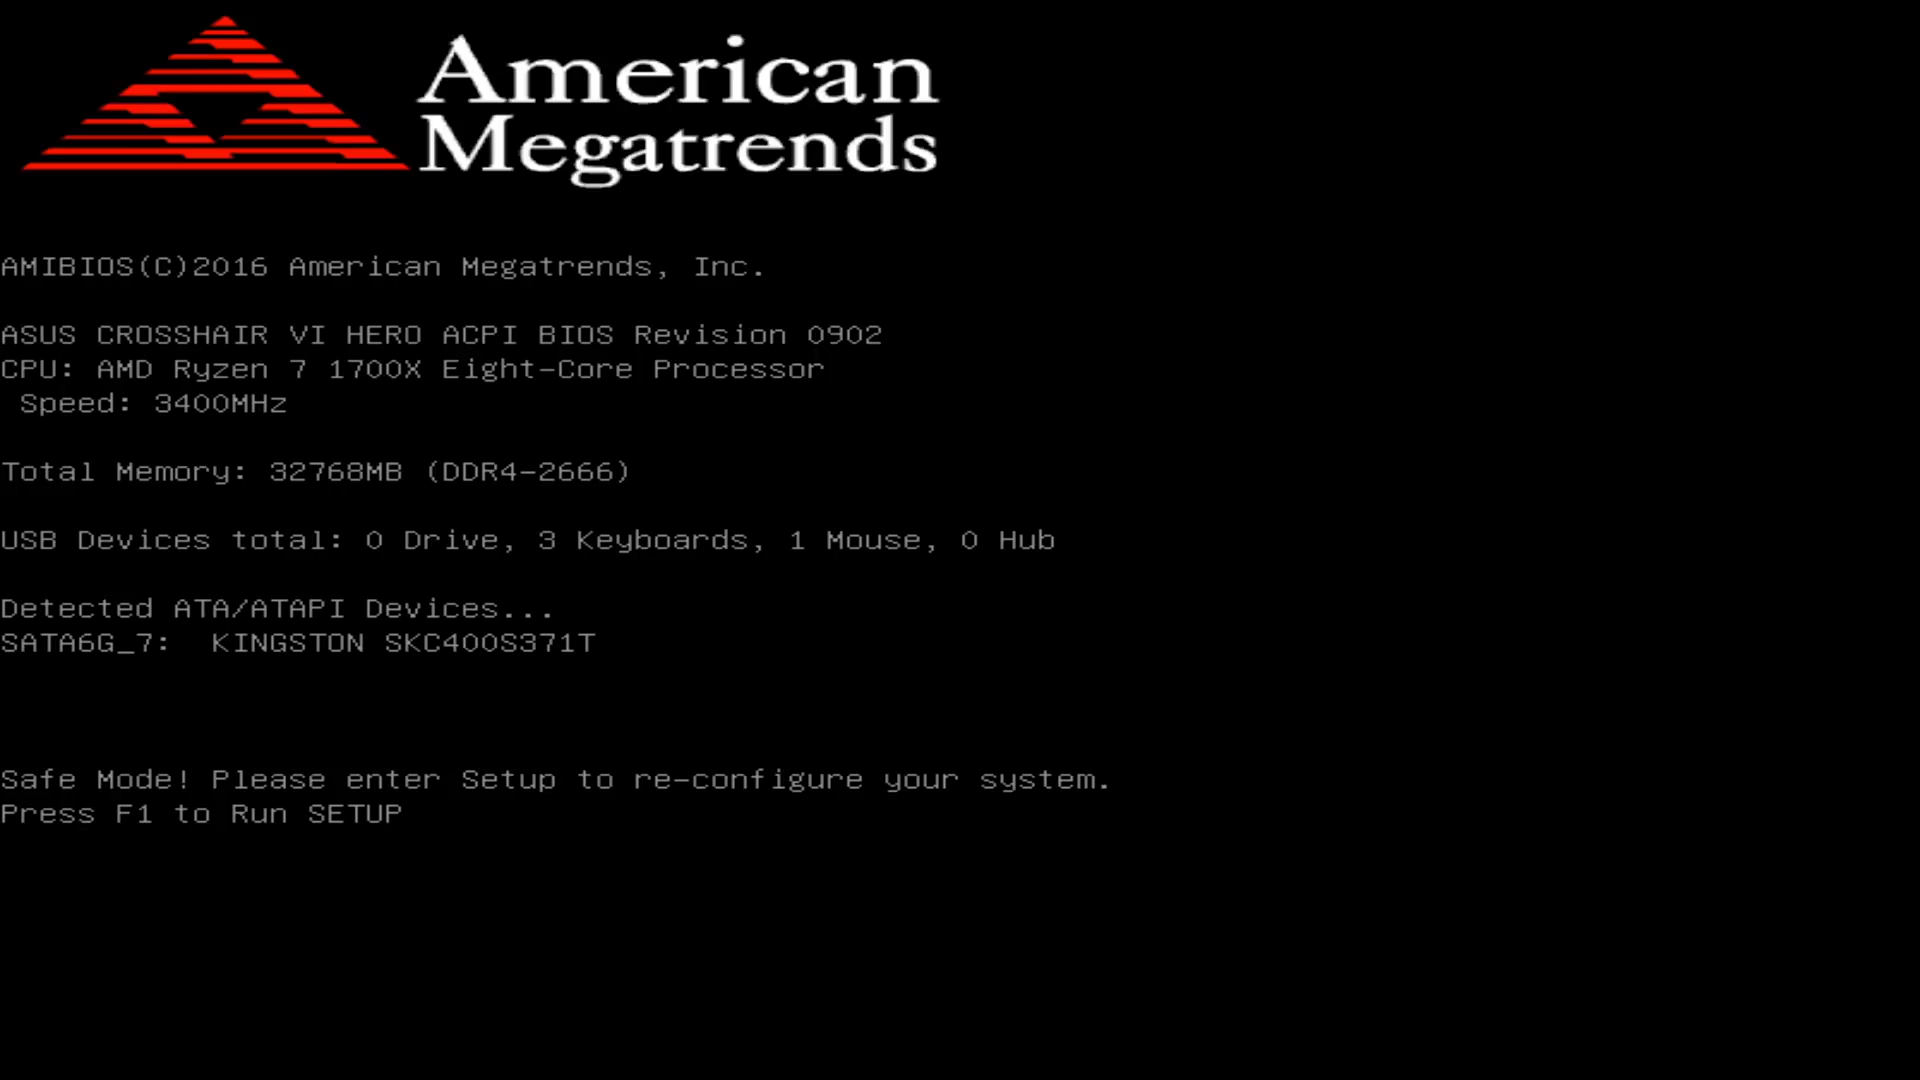 American
Megatrends
AMIBIOS(C)2016 American Megatrends, Inc.
ASUS CROSSHAIR VI HERO ACPI BIOS Revision 0902
CPU: AMD Ryzen 7 1700X Eight-Core Processor
Speed: 3400MHz
Total Memory: 32768MB (DDR4-2666)
USB Devices total: 0 Drive, 3 Keyboards, 1 Mouse, 0 Hub
Detected ATA/ATAPI Devices...
SATA6G_7:  KINGSTON SKC400S371T
Safe Mode! Please enter Setup to re-configure your system.
Press F1 to Run SETUP